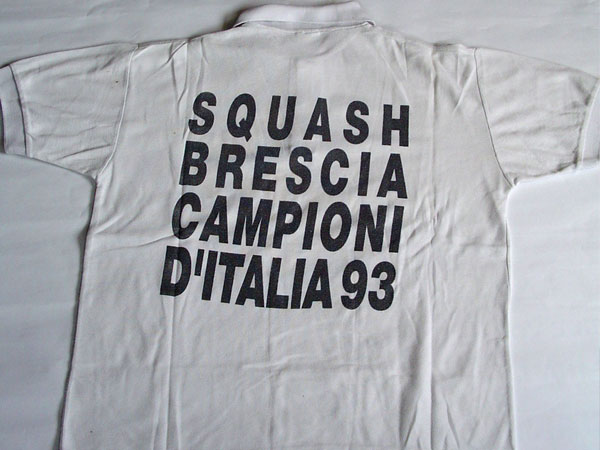 SQUASH
BRESCIA
CAMPIONI
D'ITALIA 93